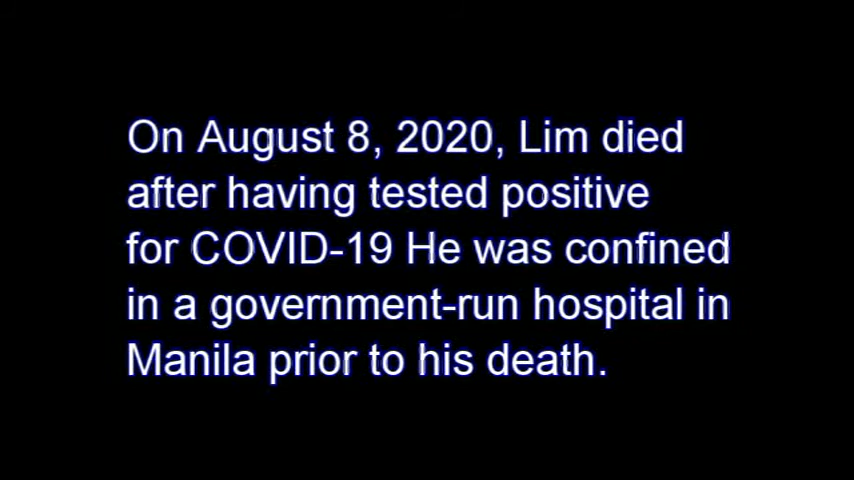 On August 8, 2020, Lim died
after having tested positive
for COVID-19 He was confined
in a government-run hospital in
Manila prior to his death.